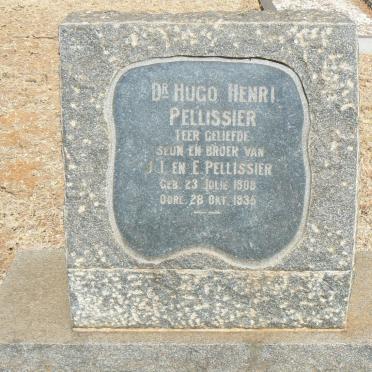 DR HUGO HENRI
PELLISSIER
TEER GELIEFDE
SEUN EN BROER VAN
J. I. EN E. PELLISSIER
GEB. 23 JULIE 1908
OORL. 28 OKT. 1935